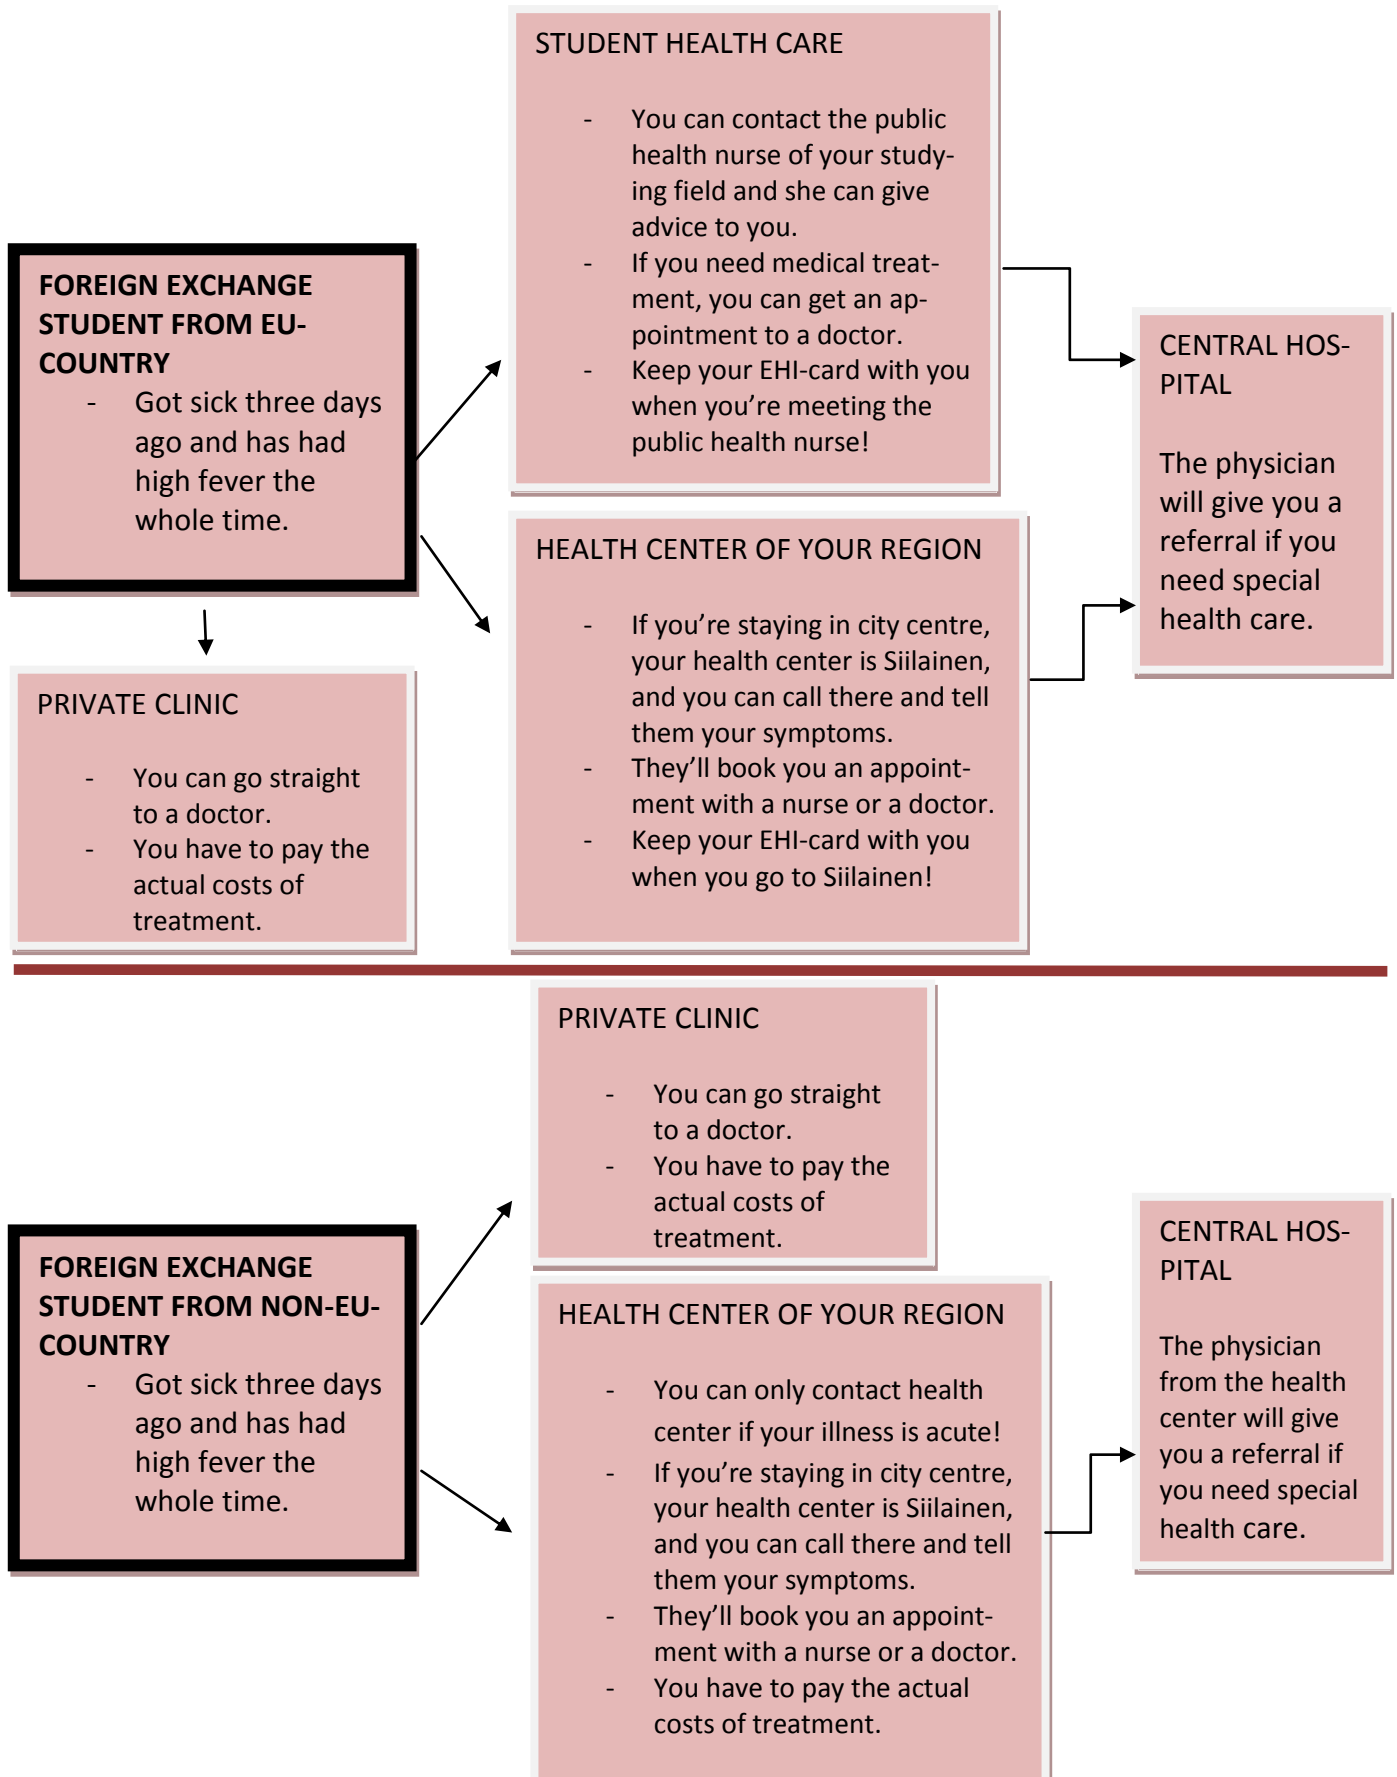 STUDENT HEALTH CARE
- You can contact the public
health nurse of your study-
ing field and she can give
advice to you.
- If you need medical treat-
ment, you can get an ap-
pointment to a doctor.
- Keep your EHI-card with you
when you’re meeting the
public health nurse!
FOREIGN EXCHANGE
STUDENT FROM EU-
COUNTRY
- Got sick three days
ago and has had
high fever the
whole time.
CENTRAL HOS-
PITAL
The physician
will give you a
referral if you
need special
health care.
HEALTH CENTER OF YOUR REGION
- If you’re staying in city centre,
your health center is Siilainen,
and you can call there and tell
them your symptoms.
- They’ll book you an appoint-
ment with a nurse or a doctor.
- Keep your EHI-card with you
when you go to Siilainen!
PRIVATE CLINIC
- You can go straight
to a doctor.
- You have to pay the
actual costs of
treatment.
PRIVATE CLINIC
- You can go straight
to a doctor.
- You have to pay the
actual costs of
treatment.
FOREIGN EXCHANGE
STUDENT FROM NON-EU-
COUNTRY
- Got sick three days
ago and has had
high fever the
whole time.
HEALTH CENTER OF YOUR REGION
- You can only contact health
center if your illness is acute!
- If you’re staying in city centre,
your health center is Siilainen,
and you can call there and tell
them your symptoms.
- They’ll book you an appoint-
ment with a nurse or a doctor.
- You have to pay the actual
costs of treatment.
CENTRAL HOS-
PITAL
The physician
from the health
center will give
you a referral if
you need special
health care.